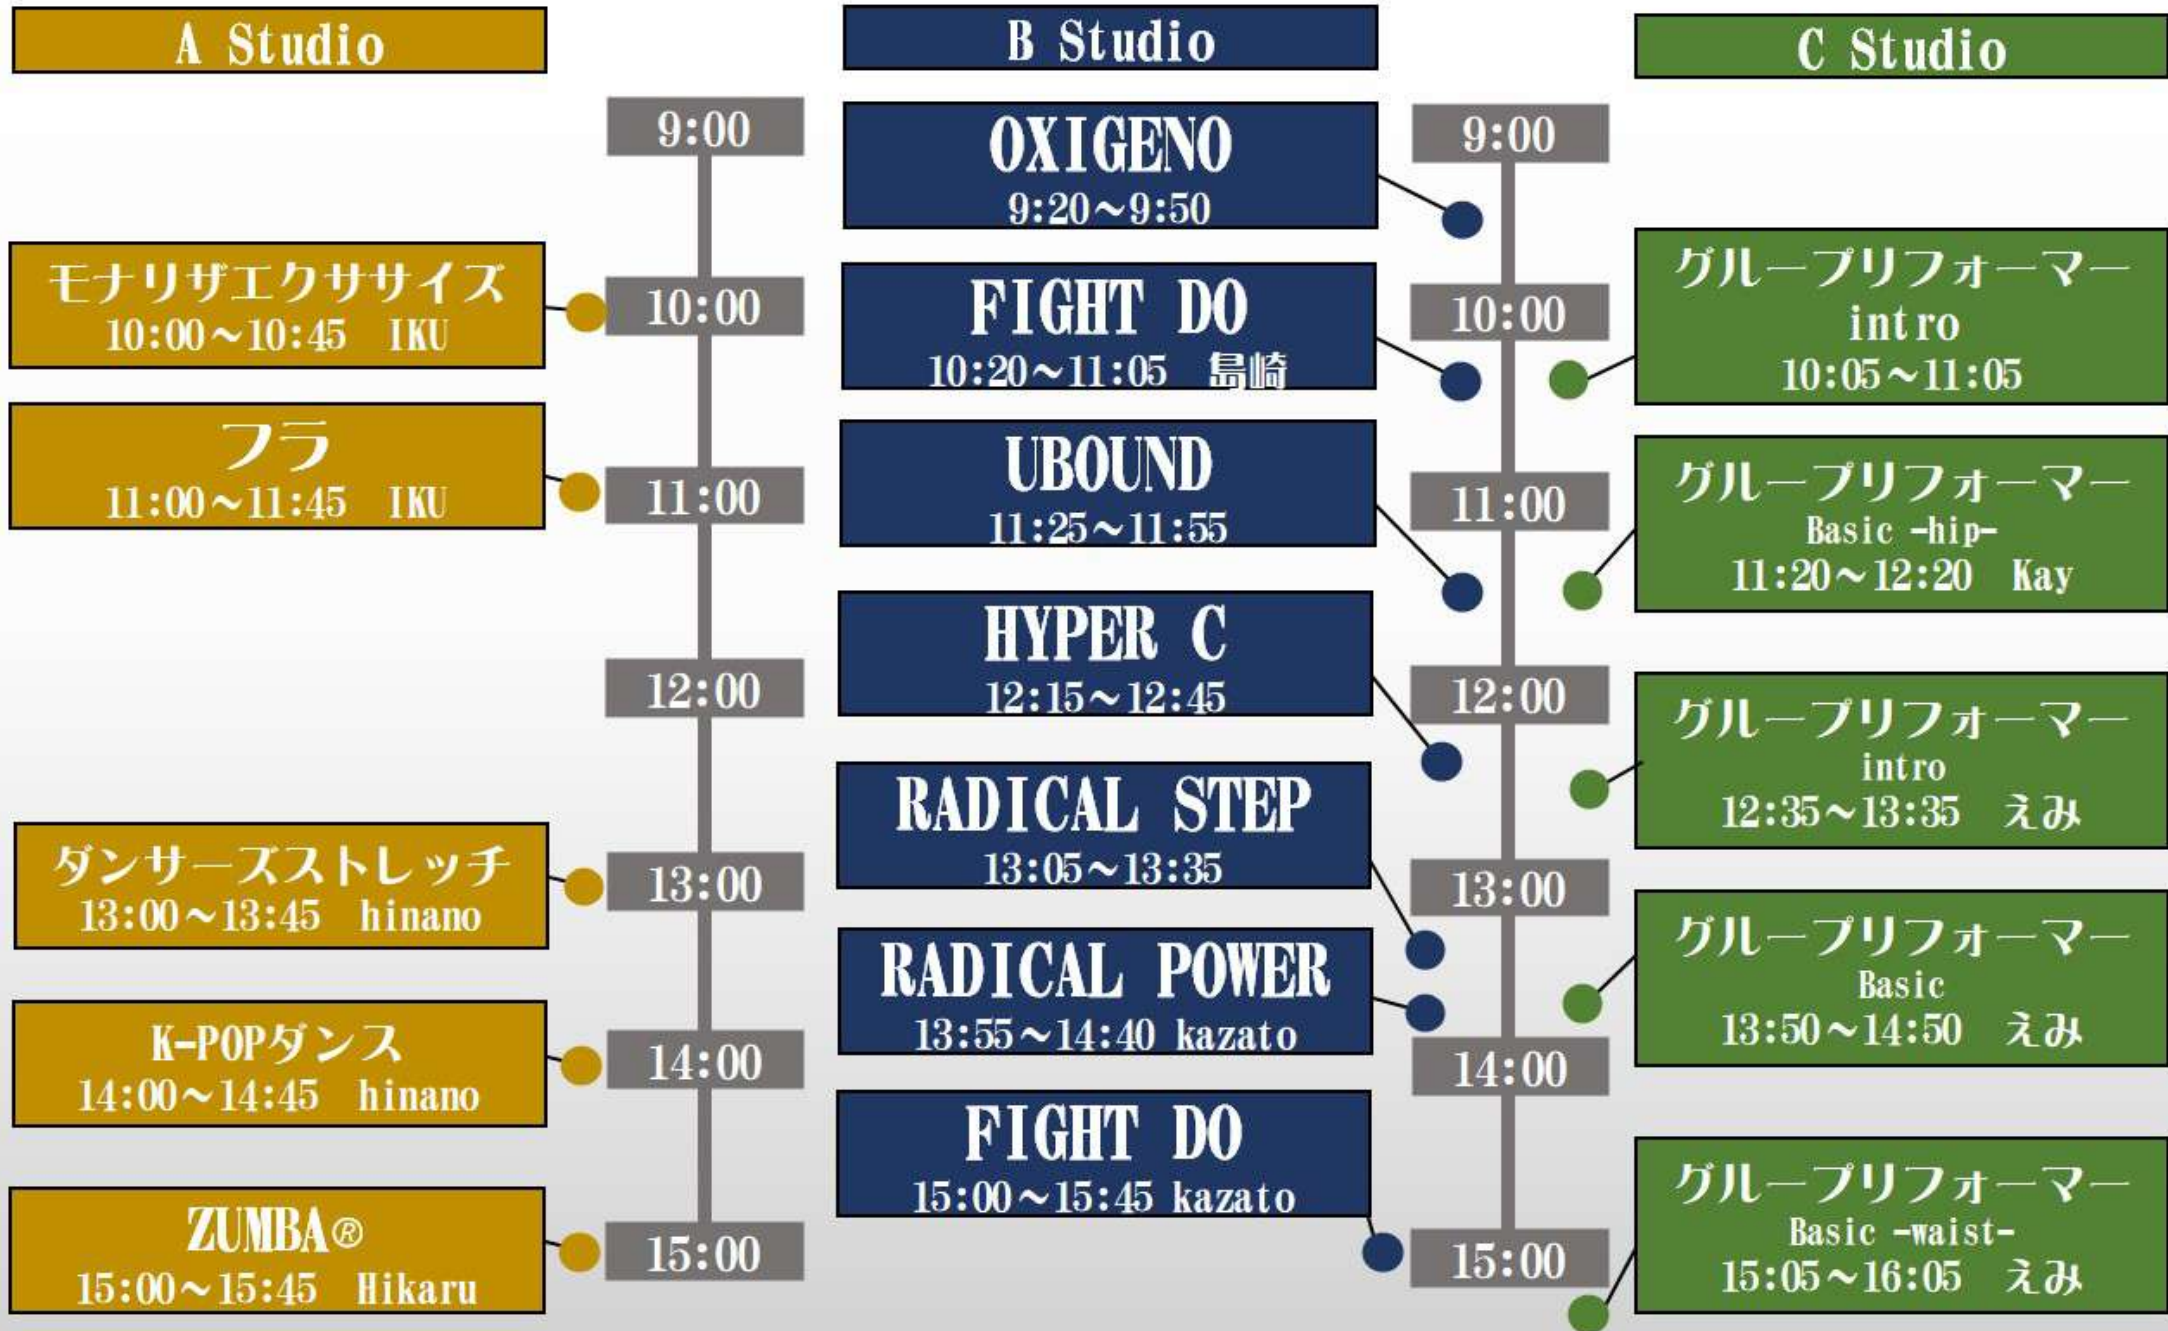 A Studio
モナリザエクササイズ
10:00～10:45 IKU
フラ
11:00～11:45 IKU
ダンサーズストレッチ
13:00～13:45 hinano
K-POPダンス
14:00～14:45 hinano
ZUMBA®
15:00～15:45 Hikaru
9:00
10:00
11:00
12:00
13:00
14:00
15:00
B Studio
OXIGENO
9:20～9:50
FIGHT DO
10:20～11:05 島崎
UBOUND
11:25～11:55
HYPER C
12:15～12:45
RADICAL STEP
13:05～13:35
RADICAL POWER
13:55～14:40 kazato
FIGHT DO
15:00～15:45 kazato
9:00
10:00
11:00
12:00
13:00
14:00
15:00
C Studio
グループリフォーマー
intro
10:05～11:05
グループリフォーマー
Basic -hip-
11:20～12:20 Kay
グループリフォーマー
intro
12:35～13:35 えみ
グループリフォーマー
Basic
13:50～14:50 えみ
グループリフォーマー
Basic -waist-
15:05～16:05 えみ